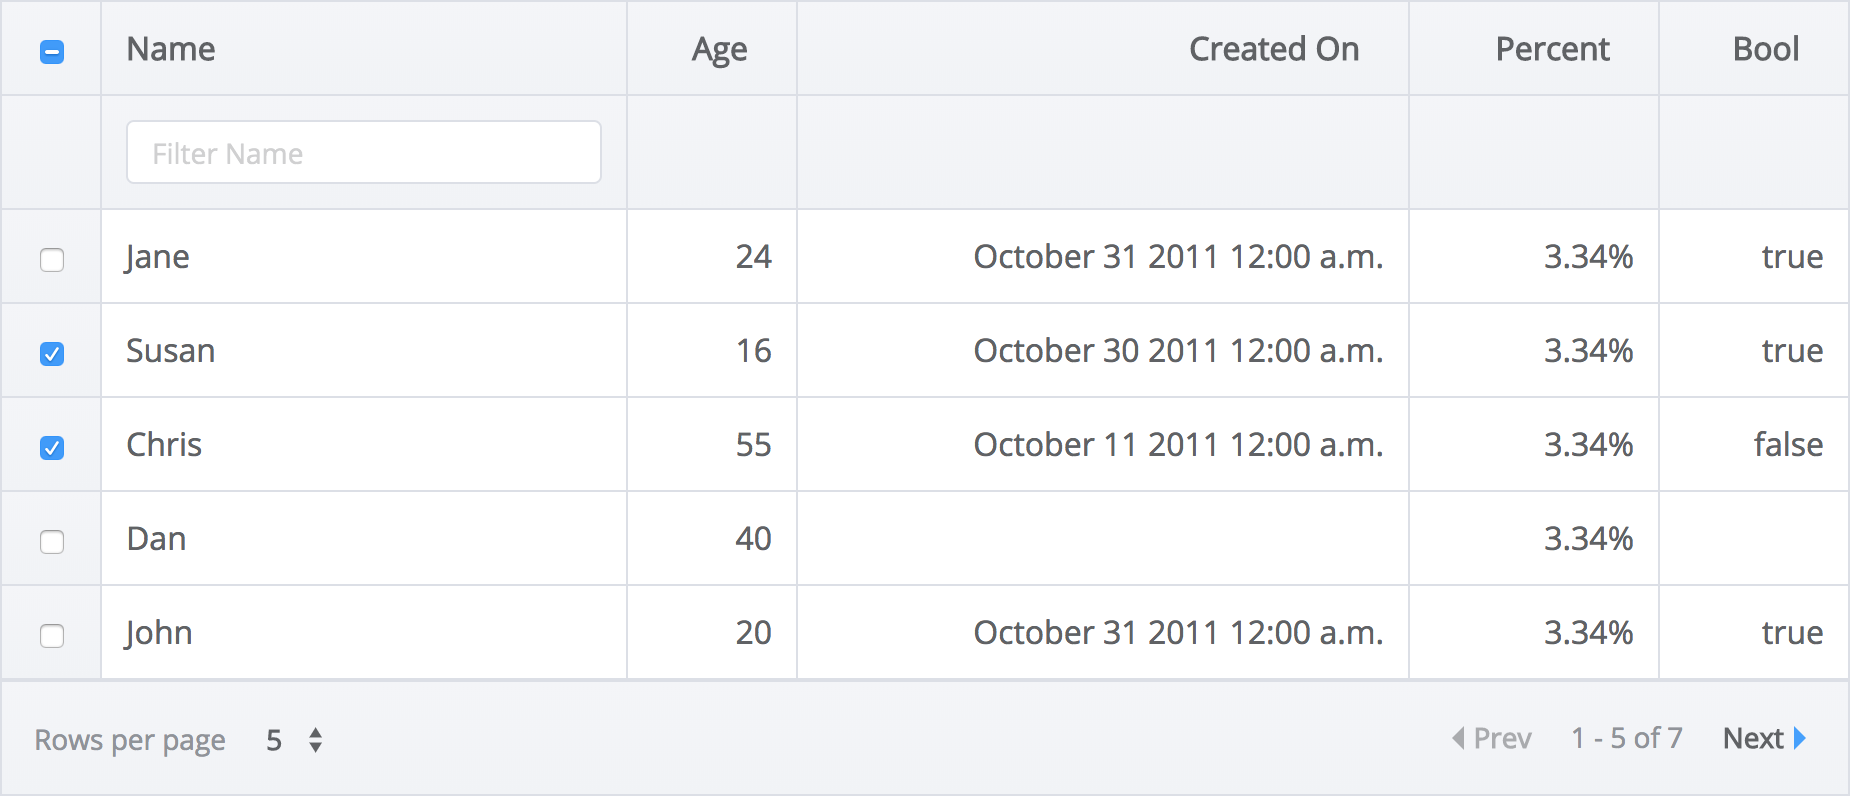 Name Age Created On Percent Bool
Filter Name
Jane 24 October 31 2011 12:00 a.m. 3.34% true
Susan 16 October 30 2011 12:00 a.m. 3.34% true
Chris 55 October 11 2011 12:00 a.m. 3.34% false
Dan 40 3.34%
John 20 October 31 2011 12:00 a.m. 3.34% true
Rows per page 5 Prev 1 - 5 of 7 Next